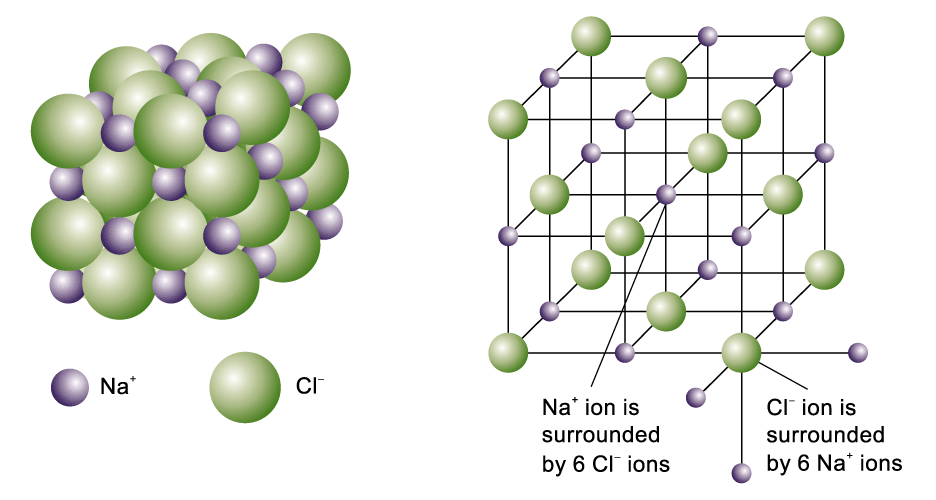 Na⁺
Cl⁻
Na⁺ ion is
surrounded
by 6 Cl⁻ ions
Cl⁻ ion is
surrounded
by 6 Na⁺ ions